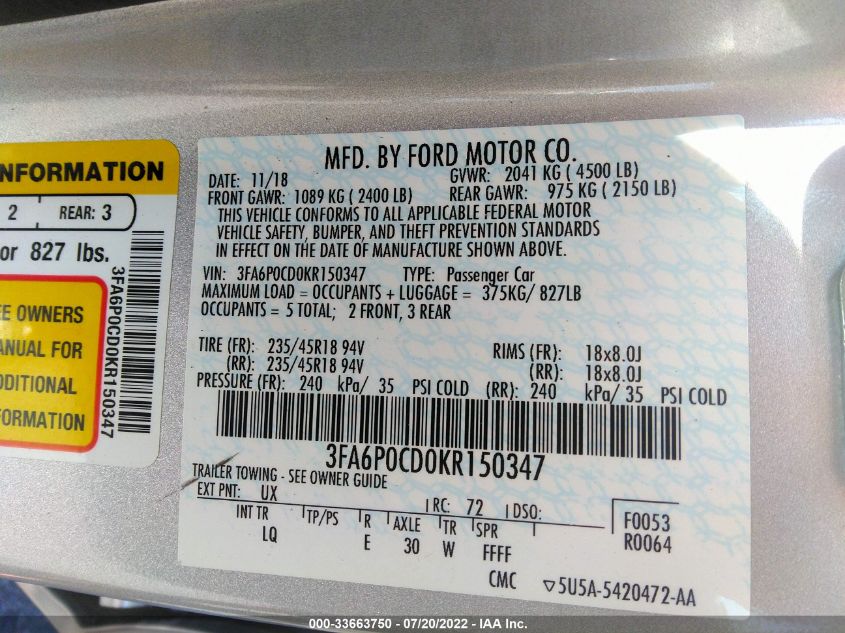 NFORMATION
2 REAR: 3
or 827 lbs.
EE OWNERS
ANUAL FOR
DDITIONAL
FORMATION
3FA6P0CD0KR150347
MFD. BY FORD MOTOR CO.
DATE: 11/18 GVWR: 2041 KG ( 4500 LB)
FRONT GAWR: 1089 KG ( 2400 LB) REAR GAWR: 975 KG ( 2150 LB)
THIS VEHICLE CONFORMS TO ALL APPLICABLE FEDERAL MOTOR
VEHICLE SAFETY, BUMPER, AND THEFT PREVENTION STANDARDS
IN EFFECT ON THE DATE OF MANUFACTURE SHOWN ABOVE.
VIN: 3FA6P0CD0KR150347 TYPE: Passenger Car
MAXIMUM LOAD = OCCUPANTS + LUGGAGE = 375KG/ 827LB
OCCUPANTS = 5 TOTAL; 2 FRONT, 3 REAR
TIRE (FR): 235/45R18 94V RIMS (FR): 18x8.0J
(RR): 235/45R18 94V (RR): 18x8.0J
PRESSURE (FR): 240 kPa/ 35 PSI COLD (RR): 240 kPa/ 35 PSI COLD
3FA6P0CD0KR150347
TRAILER TOWING - SEE OWNER GUIDE
EXT PNT: UX RC: 72 DSO: F0053
INT TR TP/PS R AXLE TR SPR R0064
LQ E 30 W FFFF
CMC ▽5U5A-5420472-AA
000-33663750 - 07/20/2022 - IAA Inc.